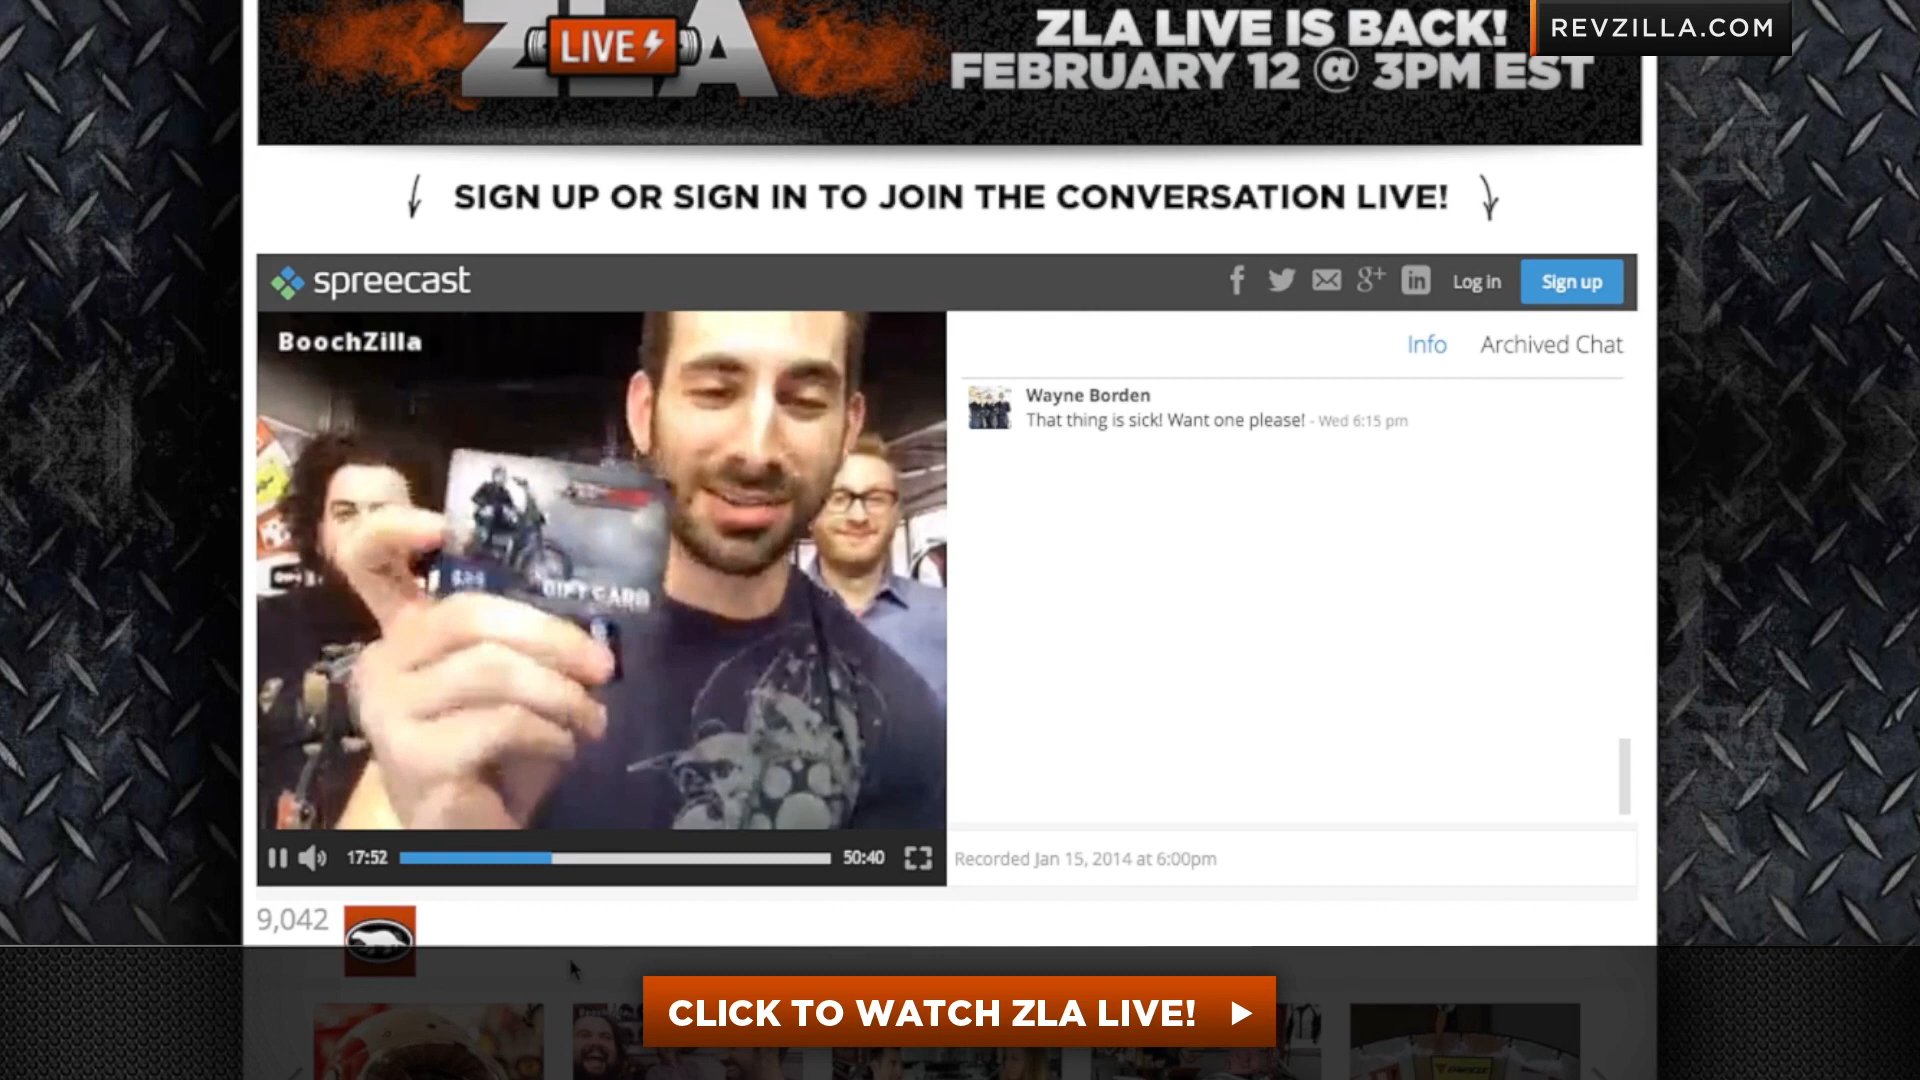 ZLA
LIVE
ZLA LIVE IS BACK!
FEBRUARY 12 @ 3PM EST
REVZILLA.COM
SIGN UP OR SIGN IN TO JOIN THE CONVERSATION LIVE!
spreecast
Log in
Sign up
BoochZilla
Info
Archived Chat
Wayne Borden
That thing is sick! Want one please! - Wed 6:15 pm
GIFT CARD
17:52
50:40
Recorded Jan 15, 2014 at 6:00pm
9,042
CLICK TO WATCH ZLA LIVE!